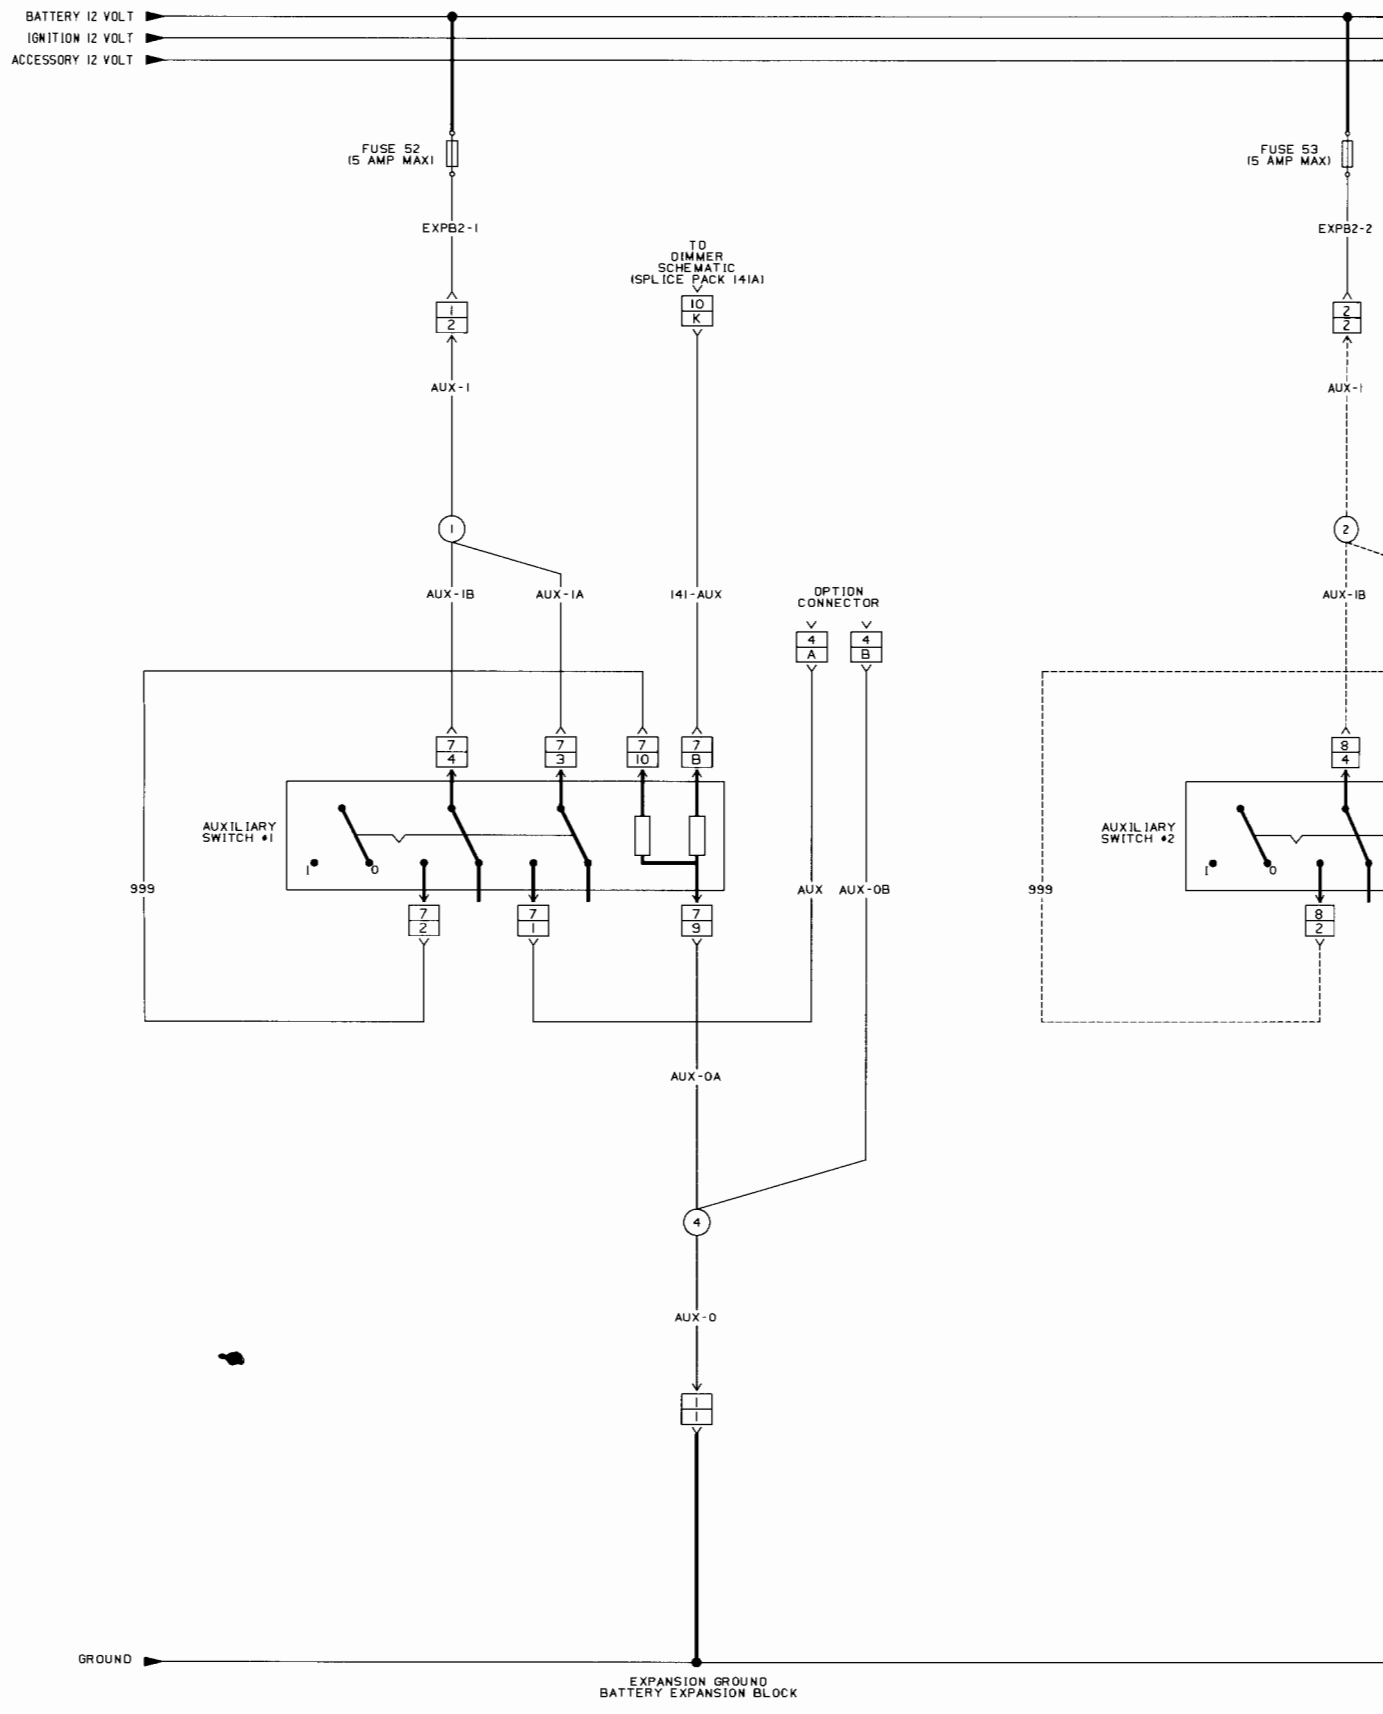 BATTERY 12 VOLT
IGNITION 12 VOLT
ACCESSORY 12 VOLT
FUSE 52
(5 AMP MAX)
FUSE 53
(5 AMP MAX)
EXPB2-1
EXPB2-2
TO
DIMMER
SCHEMATIC
(SPLICE PACK 141A)
1
2
10
K
2
2
AUX-1
AUX-1
1
2
AUX-1B
AUX-1A
141-AUX
OPTION
CONNECTOR
AUX-1B
4
A
4
B
7
4
7
3
7
10
7
B
8
4
AUXILIARY
SWITCH #1
1
0
AUXILIARY
SWITCH #2
1
0
999
AUX
AUX-0B
999
7
2
7
1
7
9
8
2
AUX-0A
4
AUX-0
1
1
GROUND
EXPANSION GROUND
BATTERY EXPANSION BLOCK